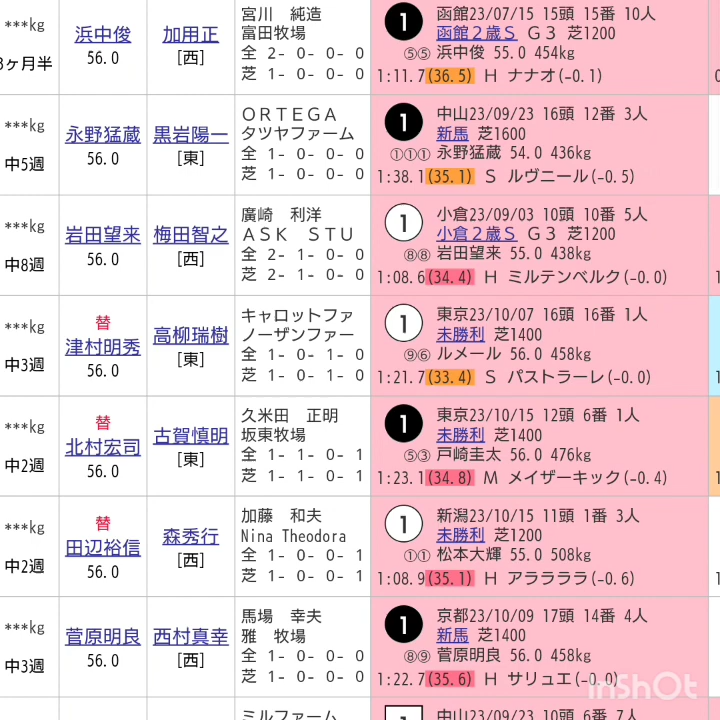 ***kg
3ヶ月半
浜中俊
56.0
加用正
[西]
宮川　純造
富田牧場
全 2- 0- 0- 0
芝 1- 0- 0- 0
1
函館23/07/15 15頭 15番 10人
函館２歳Ｓ Ｇ３ 芝1200
⑤⑤ 浜中俊 55.0 454kg
1:11.7(36.5) H ナナオ(-0.1)
***kg
中5週
永野猛蔵
56.0
黒岩陽一
[東]
ＯＲＴＥＧＡ
タツヤファーム
全 1- 0- 0- 0
芝 1- 0- 0- 0
1
中山23/09/23 16頭 12番 3人
新馬 芝1600
①①① 永野猛蔵 54.0 436kg
1:38.1(35.1) S ルヴニール(-0.5)
***kg
中8週
岩田望来
56.0
梅田智之
[西]
廣崎　利洋
ＡＳＫ　ＳＴＵ
全 2- 1- 0- 0
芝 2- 1- 0- 0
1
小倉23/09/03 10頭 10番 5人
小倉２歳Ｓ Ｇ３ 芝1200
⑧⑧ 岩田望来 55.0 438kg
1:08.6(34.4) H ミルテンベルク(-0.0)
***kg
中3週
替
津村明秀
56.0
高柳瑞樹
[東]
キャロットファ
ノーザンファー
全 1- 0- 1- 0
芝 1- 0- 1- 0
1
東京23/10/07 16頭 16番 1人
未勝利 芝1400
⑨⑥ ルメール 56.0 458kg
1:21.7(33.4) S パストラーレ(-0.0)
***kg
中2週
替
北村宏司
56.0
古賀慎明
[東]
久米田　正明
坂東牧場
全 1- 1- 0- 1
芝 1- 1- 0- 1
1
東京23/10/15 12頭 6番 1人
未勝利 芝1400
⑤③ 戸崎圭太 56.0 476kg
1:23.1(34.8) M メイザーキック(-0.4)
***kg
中2週
替
田辺裕信
56.0
森秀行
[西]
加藤　和夫
Nina Theodora
全 1- 0- 0- 1
芝 1- 0- 0- 1
1
新潟23/10/15 11頭 1番 3人
未勝利 芝1200
①① 松本大輝 55.0 508kg
1:08.9(35.1) H アララララ(-0.6)
***kg
中3週
菅原明良
56.0
西村真幸
[西]
馬場　幸夫
雅　牧場
全 1- 0- 0- 0
芝 1- 0- 0- 0
1
京都23/10/09 17頭 14番 4人
新馬 芝1400
⑧⑨ 菅原明良 56.0 458kg
1:22.7(35.6) H サリュエ(-0.0)
InShOt
ミルファーム
中山23/09/23 10頭 6番 7人